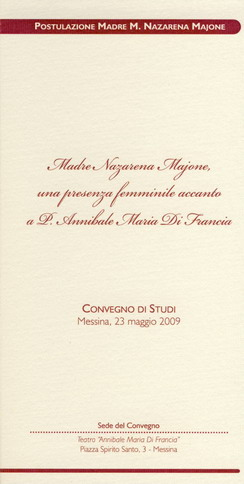 POSTULAZIONE MADRE M. NAZARENA MAJONE
Madre Nazarena Majone,
una presenza femminile accanto
a P. Annibale Maria Di Francia
CONVEGNO DI STUDI
Messina, 23 maggio 2009
Sede del Convegno
Teatro "Annibale Maria Di Francia"
Piazza Spirito Santo, 3 - Messina